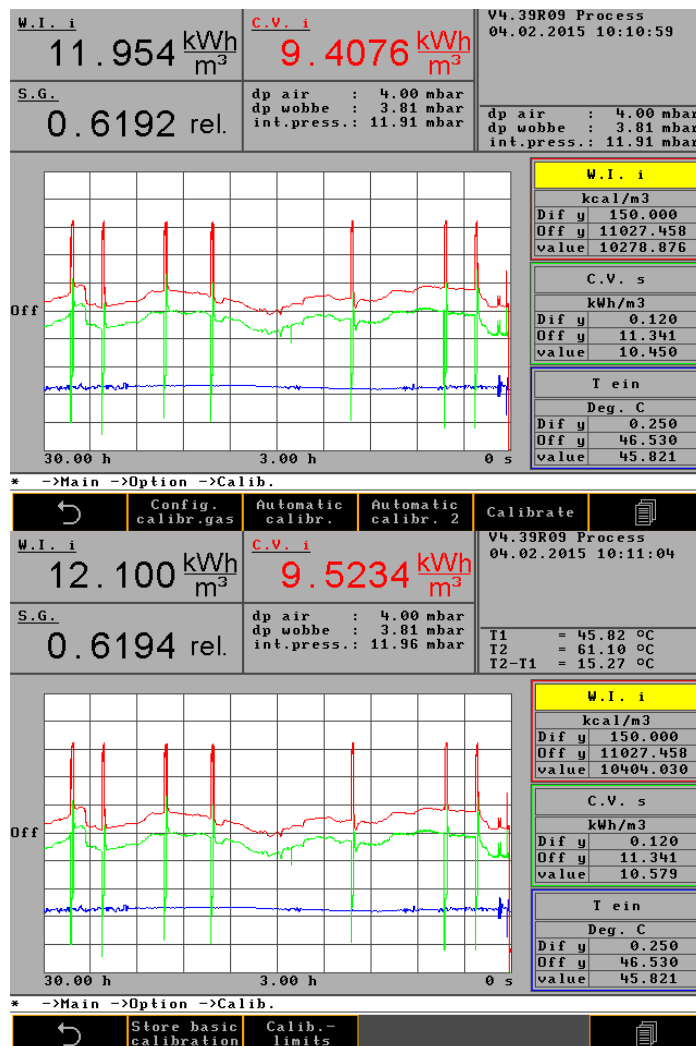 W.I. i
11.954 kWh/m³
C.V. i
9.4076 kWh/m³
V4.39R09 Process
04.02.2015 10:10:59
S.G.
0.6192 rel.
dp air : 4.00 mbar
dp wobbe : 3.81 mbar
int.press.: 11.91 mbar
dp air : 4.00 mbar
dp wobbe : 3.81 mbar
int.press.: 11.91 mbar
Off
30.00 h 3.00 h 0 s
W.I. i
kcal/m3
Dif y 150.000
Off y 11027.458
value 10278.876
C.V. s
kWh/m3
Dif y 0.120
Off y 11.341
value 10.450
T ein
Deg. C
Dif y 0.250
Off y 46.530
value 45.821
* ->Main ->Option ->Calib.
Config. calibr.gas
Automatic calibr.
Automatic calibr. 2
Calibrate
W.I. i
12.100 kWh/m³
C.V. i
9.5234 kWh/m³
V4.39R09 Process
04.02.2015 10:11:04
S.G.
0.6194 rel.
dp air : 4.00 mbar
dp wobbe : 3.81 mbar
int.press.: 11.96 mbar
T1 = 45.82 ºC
T2 = 61.10 ºC
T2-T1 = 15.27 ºC
Off
30.00 h 3.00 h 0 s
W.I. i
kcal/m3
Dif y 150.000
Off y 11027.458
value 10404.030
C.V. s
kWh/m3
Dif y 0.120
Off y 11.341
value 10.579
T ein
Deg. C
Dif y 0.250
Off y 46.530
value 45.821
* ->Main ->Option ->Calib.
Store basic calibration
Calib.- limits